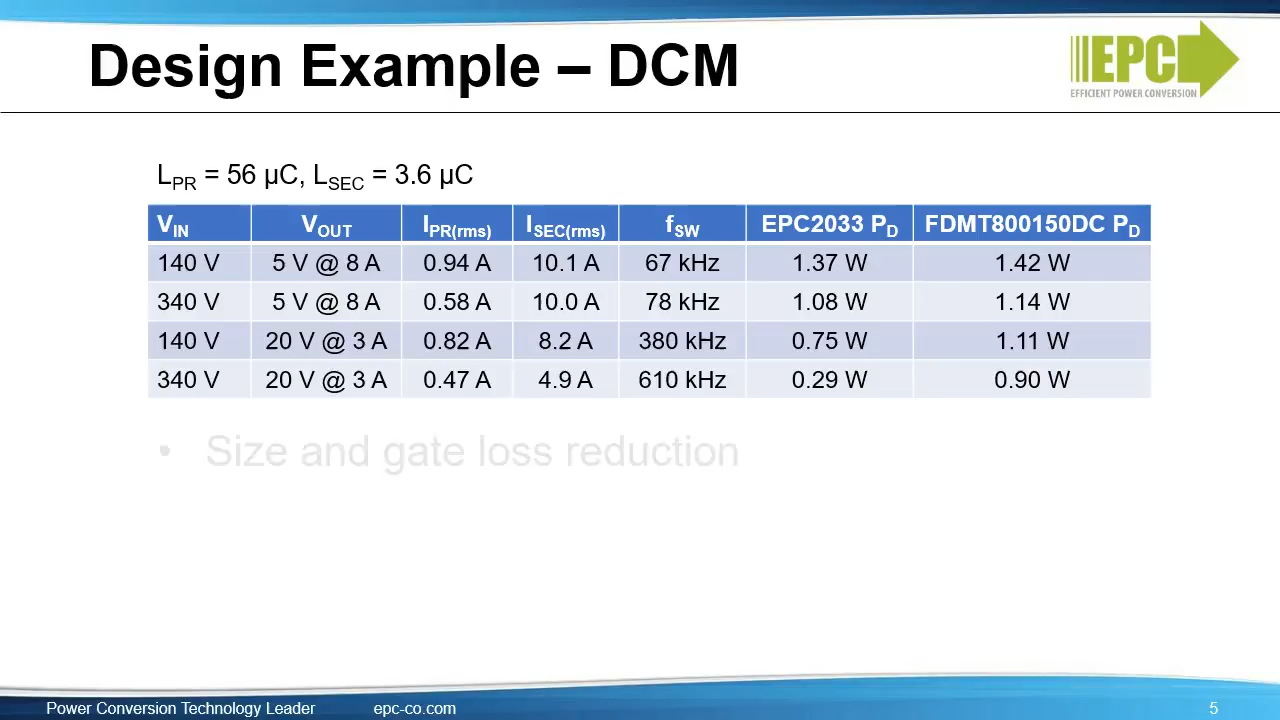 Design Example – DCM
EPC
EFFICIENT POWER CONVERSION
LPR = 56 µC, LSEC = 3.6 µC
VIN VOUT IPR(rms) ISEC(rms) fSW EPC2033 PD FDMT800150DC PD
140 V 5 V @ 8 A 0.94 A 10.1 A 67 kHz 1.37 W 1.42 W
340 V 5 V @ 8 A 0.58 A 10.0 A 78 kHz 1.08 W 1.14 W
140 V 20 V @ 3 A 0.82 A 8.2 A 380 kHz 0.75 W 1.11 W
340 V 20 V @ 3 A 0.47 A 4.9 A 610 kHz 0.29 W 0.90 W
• Size and gate loss reduction
Power Conversion Technology Leader epc-co.com 5